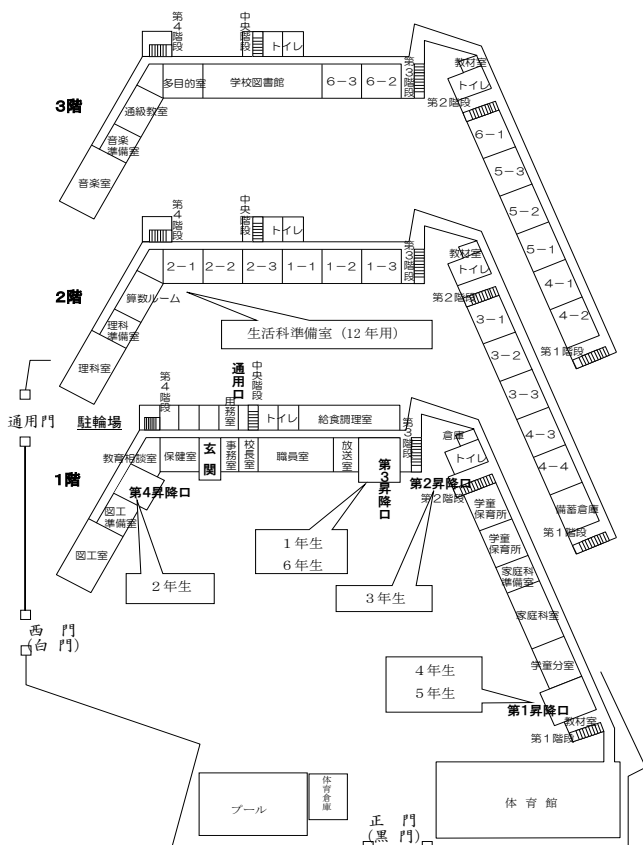 第4階段
中央階段
トイレ
多目的室
学校図書館
6-3
6-2
第3階段
教材室
トイレ
第2階段
3階
通級教室
音楽
準備室
音楽室
6-1
5-3
5-2
5-1
4-1
4-2
第1階段
第4階段
中央階段
トイレ
2-1
2-2
2-3
1-1
1-2
1-3
第3階段
教材室
トイレ
第2階段
2階
算数ルーム
理科
準備室
理科室
生活科準備室(12年用)
3-1
3-2
3-3
4-3
4-4
備蓄倉庫
第1階段
通用門
駐輪場
第4階段
用務室
通用口
中央階段
トイレ
給食調理室
第3階段
倉庫
トイレ
第2階段
1階
教育相談室
保健室
玄関
事務室
校長室
職員室
放送室
第3昇降口
第2昇降口
第4昇降口
図工
準備室
図工室
学童
保育所
学童
保育所
家庭科
準備室
家庭科室
学童分室
1年生
6年生
2年生
3年生
4年生
5年生
第1昇降口
教材室
第1階段
西門
(白門)
プール
体育倉庫
正門
(黒門)
体育館